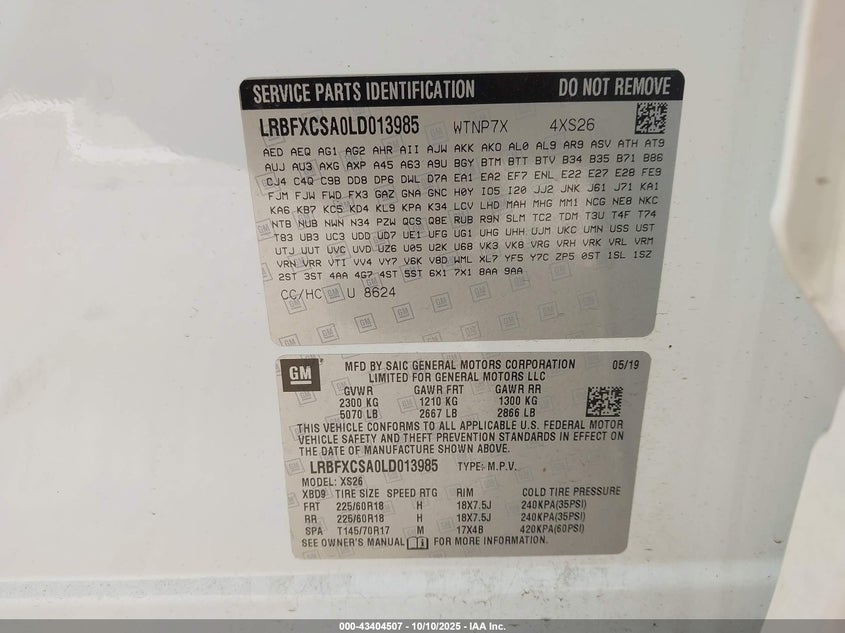 SERVICE PARTS IDENTIFICATION DO NOT REMOVE
LRBFXCSA0LD013985 WTNP7X 4XS26
AED AEQ AG1 AG2 AHR AII AJW AKK AKO AL0 AL9 AR9 ASV ATH AT9
AUJ AU3 AXG AXP A45 A63 A9U BGY BTM BTT BTV B34 B35 B71 B86
CJ4 C4Q C9B DD8 DP6 DWL D7A EA1 EA2 EF7 ENL E22 E27 E28 FE9
FJM FJW FWD FX3 GAZ GNA GNC H0Y IO5 I20 JJ2 JNK J61 J71 KA1
KA6 KB7 KCS KD4 KL9 KPA K34 LCV LHD MAH MHG MM1 NCG NE8 NKC
NTB NUB NWN N34 PZW QCS Q8E RUB R9N SLM TC2 TDM T3U T4F T74
T83 UB3 UC3 UDD UD7 UE1 UFG UG1 UHG UHH UJM UKC UMN USS UST
UTJ UUT UVC UVD UZ6 U05 U2K U68 VK3 VK8 VRG VRH VRK VRL VRM
VRN VRR VTI VV4 VY7 V6K V8D WML XL7 YF5 Y7C ZP5 0ST 1SL 1SZ
2ST 3ST 4AA 4G7 4ST 5ST 6X1 7X1 8AA 9AA
CC/HC U 8624
GM
MFD BY SAIC GENERAL MOTORS CORPORATION 05/19
LIMITED FOR GENERAL MOTORS LLC
GVWR GAWR FRT GAWR RR
2300 KG 1210 KG 1300 KG
5070 LB 2667 LB 2866 LB
THIS VEHICLE CONFORMS TO ALL APPLICABLE U.S. FEDERAL MOTOR
VEHICLE SAFETY AND THEFT PREVENTION STANDARDS IN EFFECT ON
THE DATE OF MANUFACTURE SHOWN ABOVE.
LRBFXCSA0LD013985 TYPE: M.P.V.
MODEL: XS26
XBD9 TIRE SIZE SPEED RTG RIM COLD TIRE PRESSURE
FRT 225/60R18 H 18X7.5J 240KPA(35PSI)
RR 225/60R18 H 18X7.5J 240KPA(35PSI)
SPA T145/70R17 M 17X4B 420KPA(60PSI)
SEE OWNER'S MANUAL FOR MORE INFORMATION.
000-43404507 - 10/10/2025 - IAA Inc.